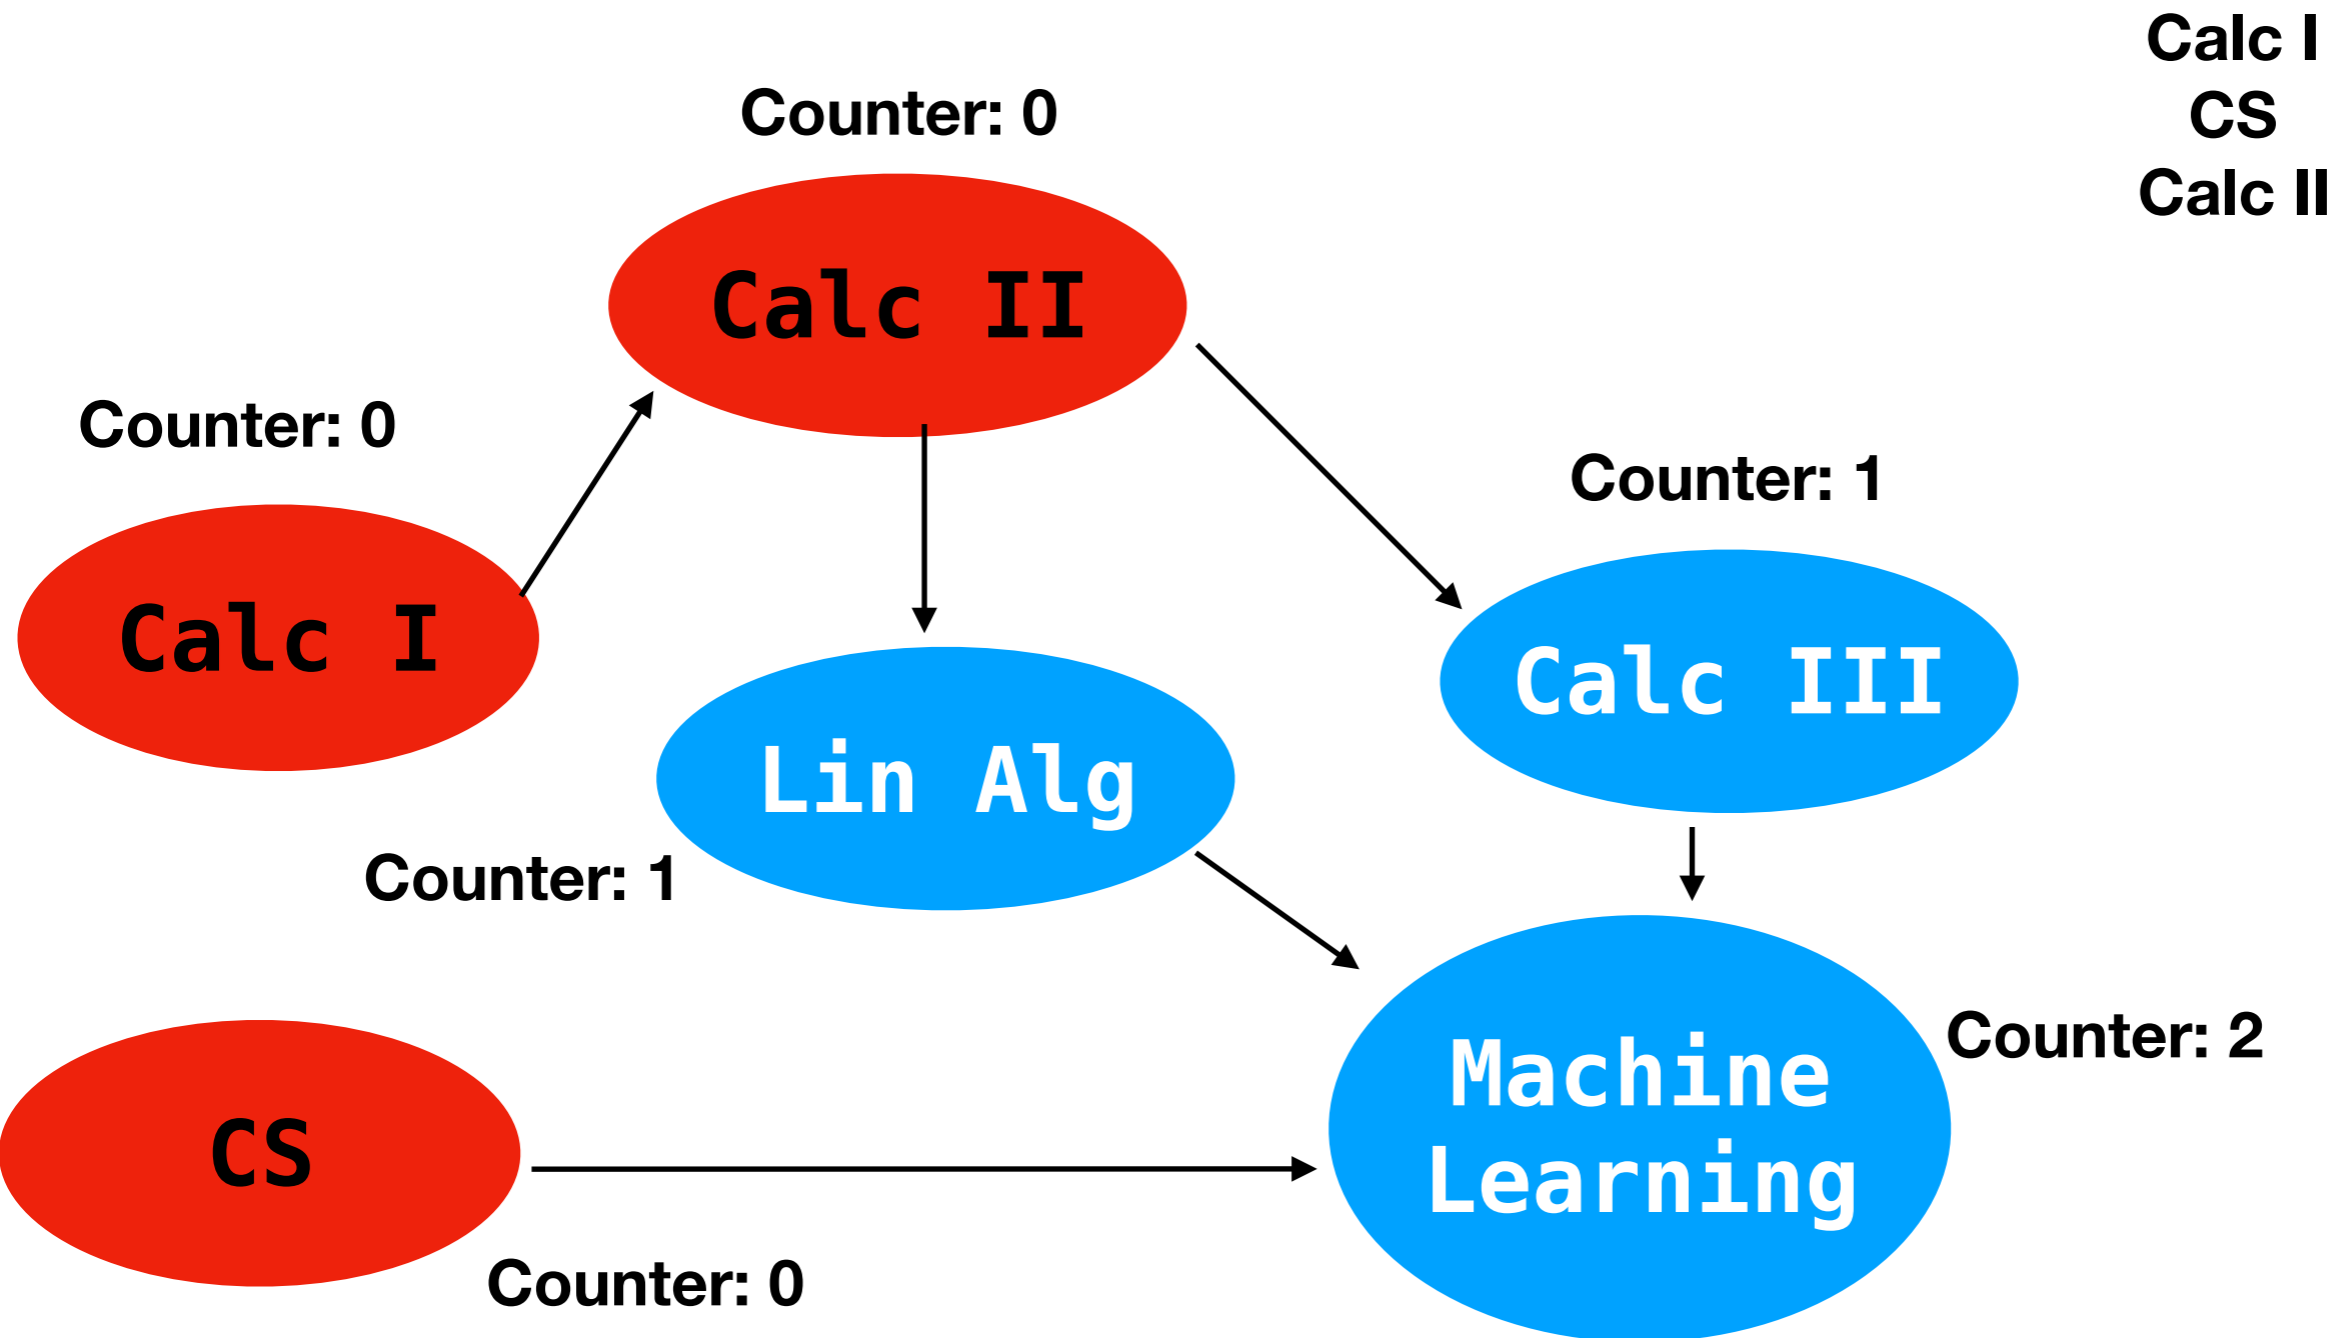 Calc I
CS
Calc II
Counter: 0
Calc II
Counter: 0
Counter: 1
Calc I
Calc III
Lin Alg
Counter: 1
Counter: 2
Machine
Learning
CS
Counter: 0